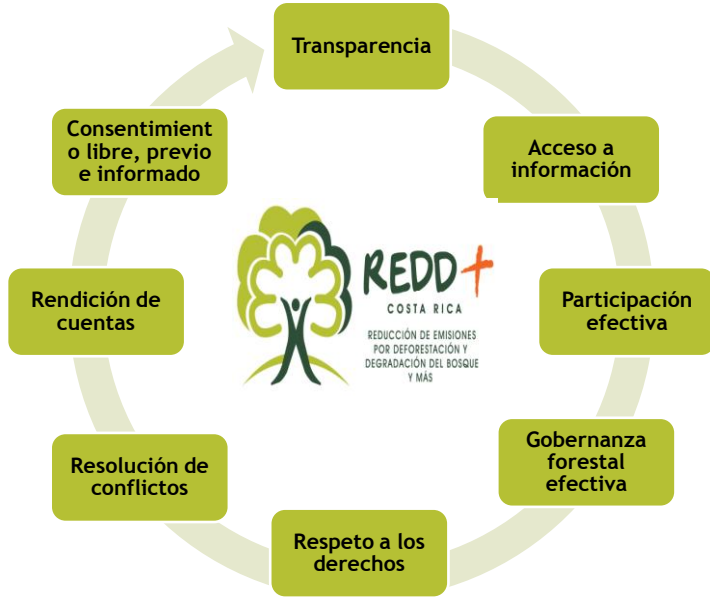 Transparencia
Acceso a
información
Participación
efectiva
Gobernanza
forestal
efectiva
Respeto a los
derechos
Resolución de
conflictos
Rendición de
cuentas
Consentimient
o libre, previo
e informado
REDD+
COSTA RICA
REDUCCIÓN DE EMISIONES
POR DEFORESTACIÓN Y
DEGRADACIÓN DEL BOSQUE
Y MÁS